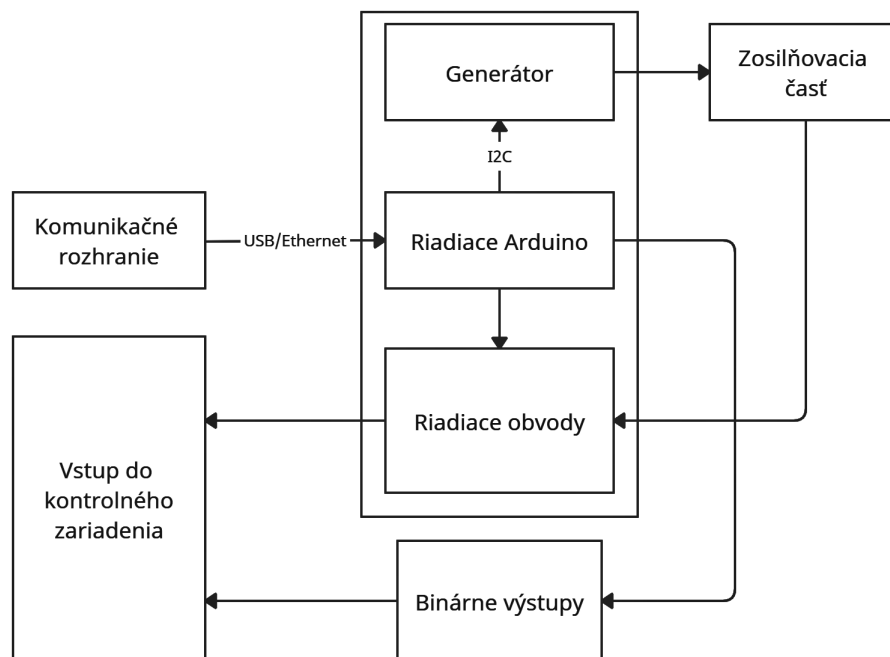 Generátor
Zosilňovacia
časť
I2C
Komunikačné
rozhranie
USB/Ethernet
Riadiace Arduino
Riadiace obvody
Vstup do
kontrolného
zariadenia
Binárne výstupy